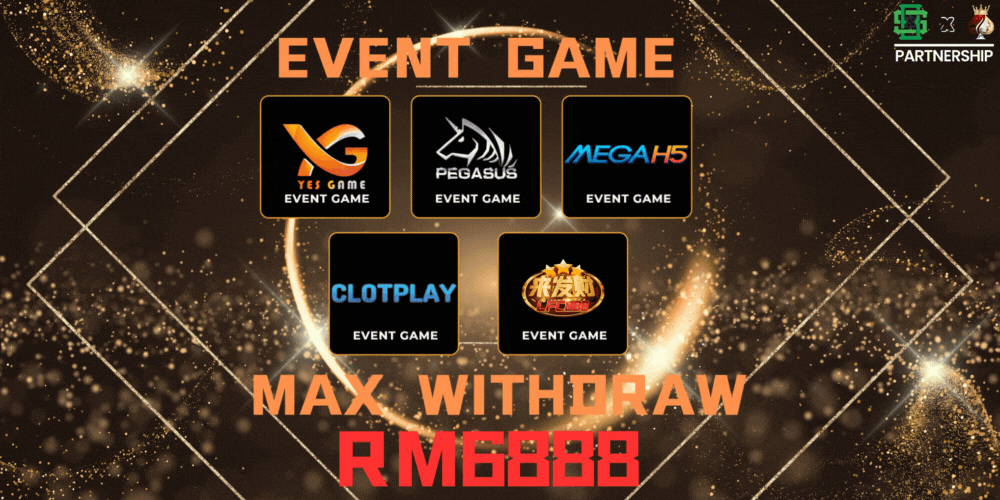 PARTNERSHIP
EVENT GAME
YES GAME
EVENT GAME
PEGASUS
EVENT GAME
MEGAH5
EVENT GAME
CLOTPLAY
EVENT GAME
来发财
EVENT GAME
MAX WITHDRAW
RM6888